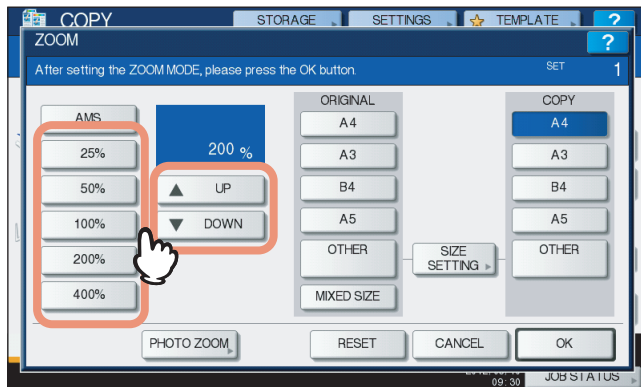 COPY
STORAGE
SETTINGS
TEMPLATE
?
ZOOM
?
After setting the ZOOM MODE, please press the OK button.
SET
1
AMS
25%
50%
100%
200%
400%
200 %
UP
DOWN
ORIGINAL
A4
A3
B4
A5
OTHER
MIXED SIZE
SIZE
SETTING
COPY
A4
A3
B4
A5
OTHER
PHOTO ZOOM
RESET
CANCEL
OK
09:30
JOB STATUS